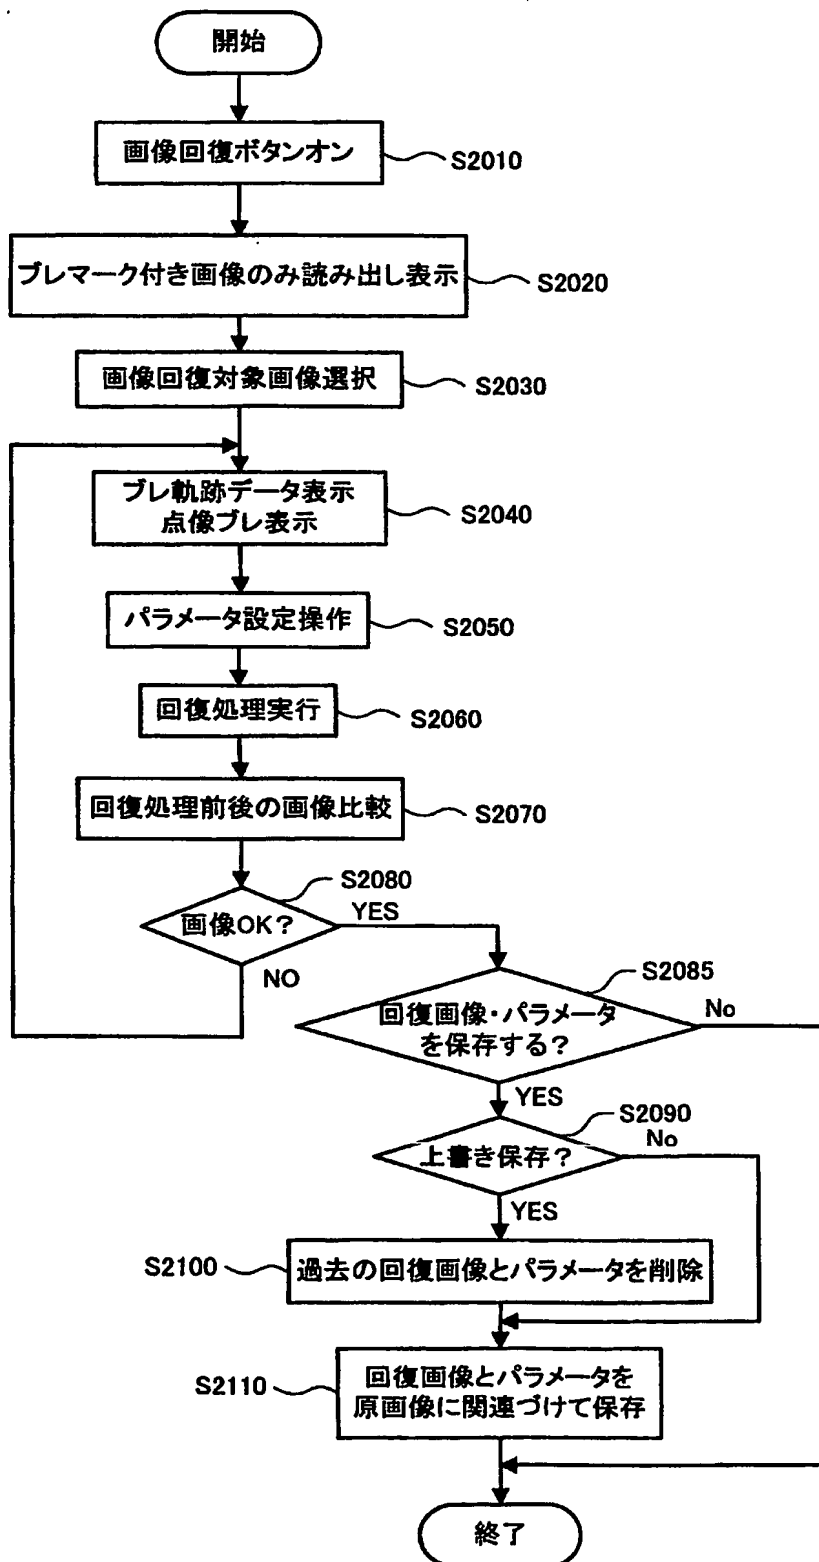 開始
画像回復ボタンオン
S2010
ブレマーク付き画像のみ読み出し表示
S2020
画像回復対象画像選択
S2030
ブレ軌跡データ表示
点像ブレ表示
S2040
パラメータ設定操作
S2050
回復処理実行
S2060
回復処理前後の画像比較
S2070
S2080
画像OK?
YES
NO
S2085
回復画像・パラメータ
を保存する?
No
YES
S2090
上書き保存?
No
YES
S2100
過去の回復画像とパラメータを削除
S2110
回復画像とパラメータを
原画像に関連づけて保存
終了